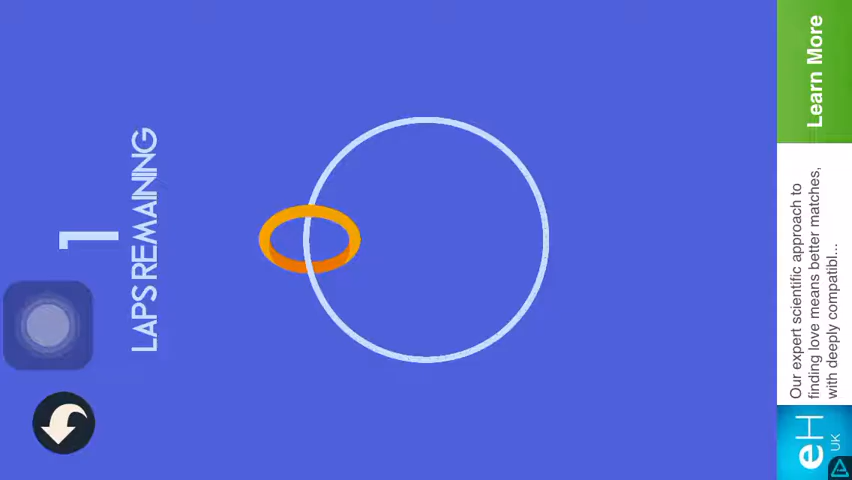 1
LAPS REMAINING
Learn More
Our expert scientific approach to
finding love means better matches,
with deeply compatibl...
eH
UK